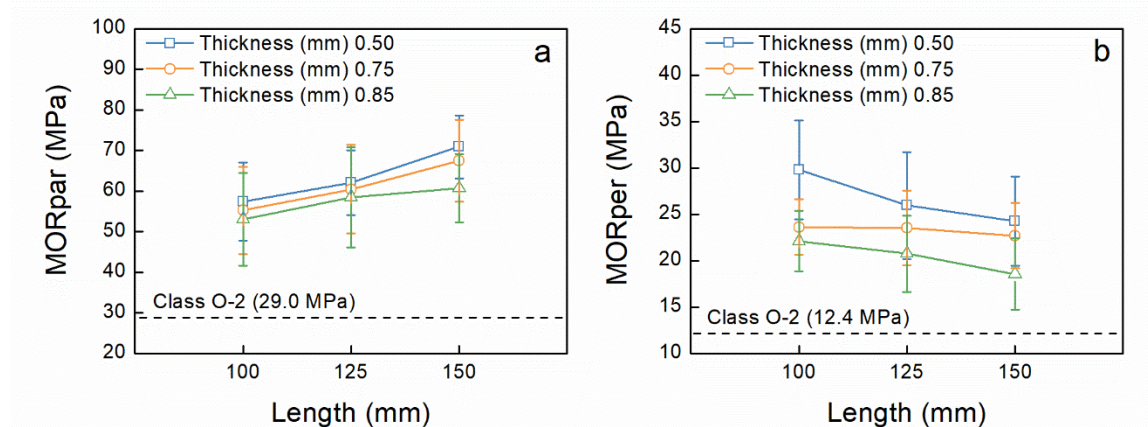 100
90
80
70
60
50
40
30
20
MORpar (MPa)
Thickness (mm) 0.50
Thickness (mm) 0.75
Thickness (mm) 0.85
a
Class O-2 (29.0 MPa)
100
125
150
Length (mm)
45
40
35
30
25
20
15
10
MORper (MPa)
Thickness (mm) 0.50
Thickness (mm) 0.75
Thickness (mm) 0.85
b
Class O-2 (12.4 MPa)
100
125
150
Length (mm)